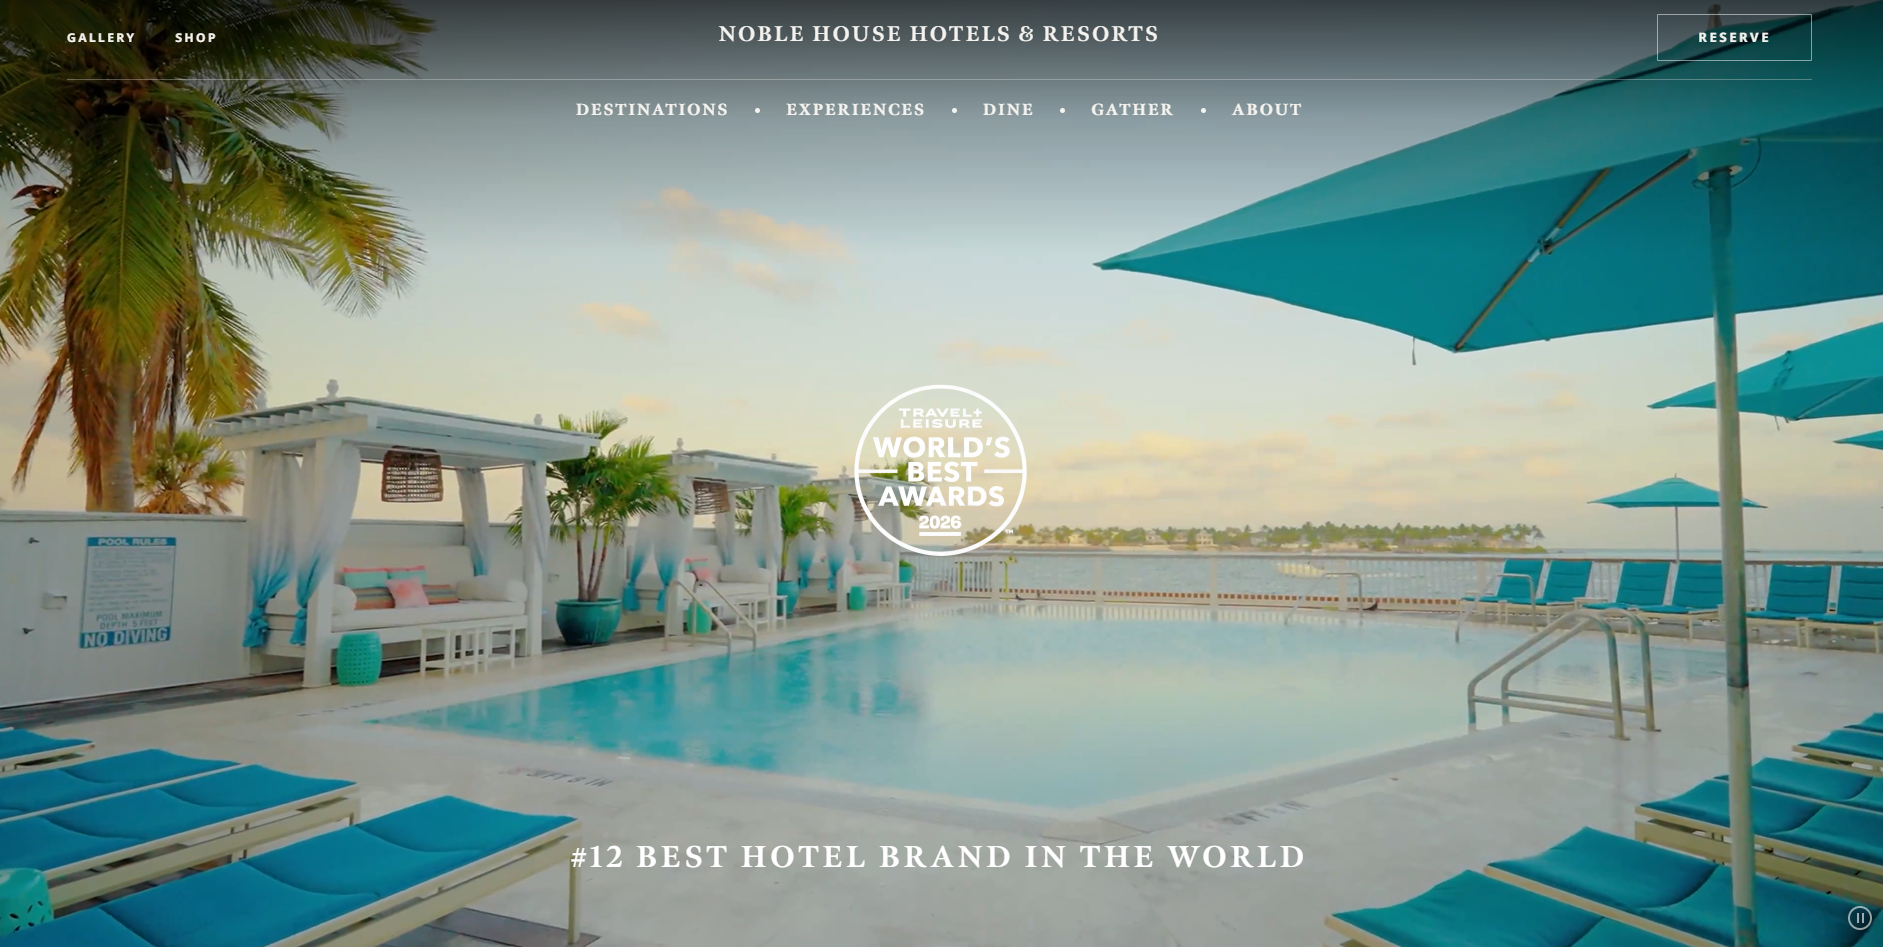 GALLERY
SHOP
NOBLE HOUSE HOTELS & RESORTS
RESERVE
DESTINATIONS • EXPERIENCES • DINE • GATHER • ABOUT
TRAVEL+
LEISURE
WORLD'S
BEST
AWARDS
2026
™
POOL RULES
POOL MAXIMUM
DEPTH 5 FEET
NO DIVING
#12 BEST HOTEL BRAND IN THE WORLD